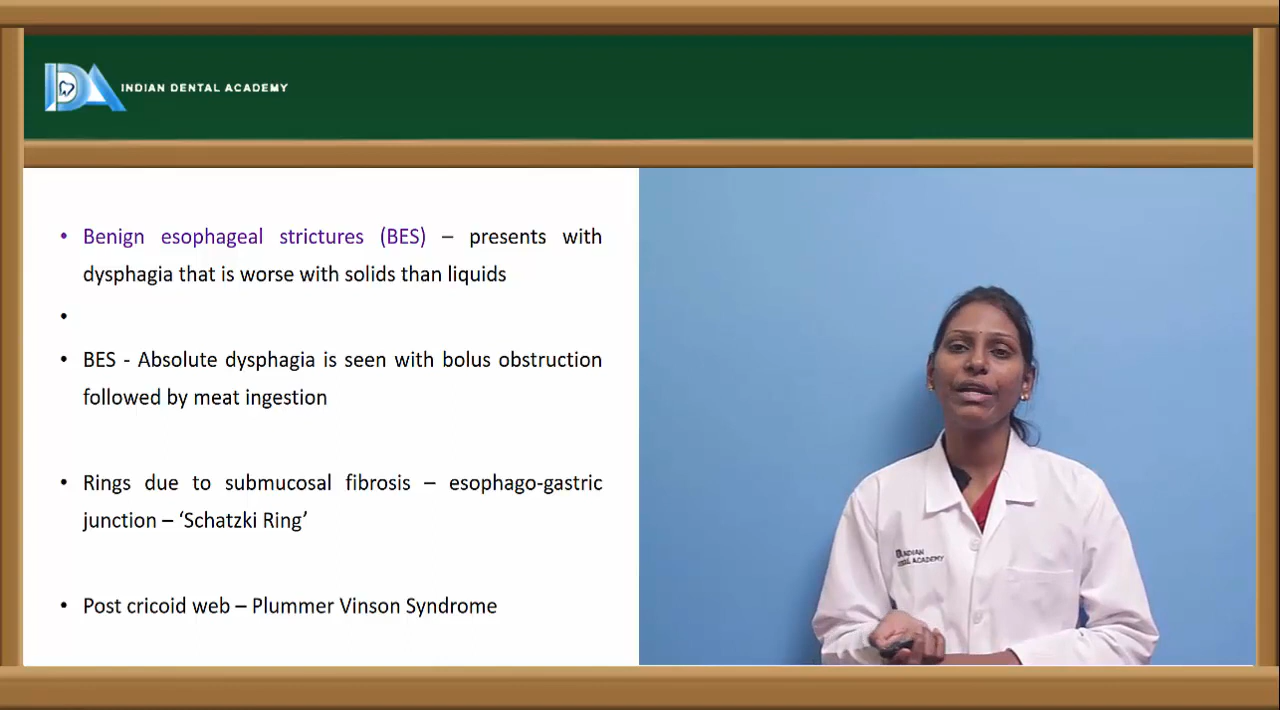 INDIAN DENTAL ACADEMY
• Benign esophageal strictures (BES) – presents with
dysphagia that is worse with solids than liquids
•
• BES - Absolute dysphagia is seen with bolus obstruction
followed by meat ingestion
• Rings due to submucosal fibrosis – esophago-gastric
junction – ‘Schatzki Ring’
• Post cricoid web – Plummer Vinson Syndrome
INDIAN
ACADEMY